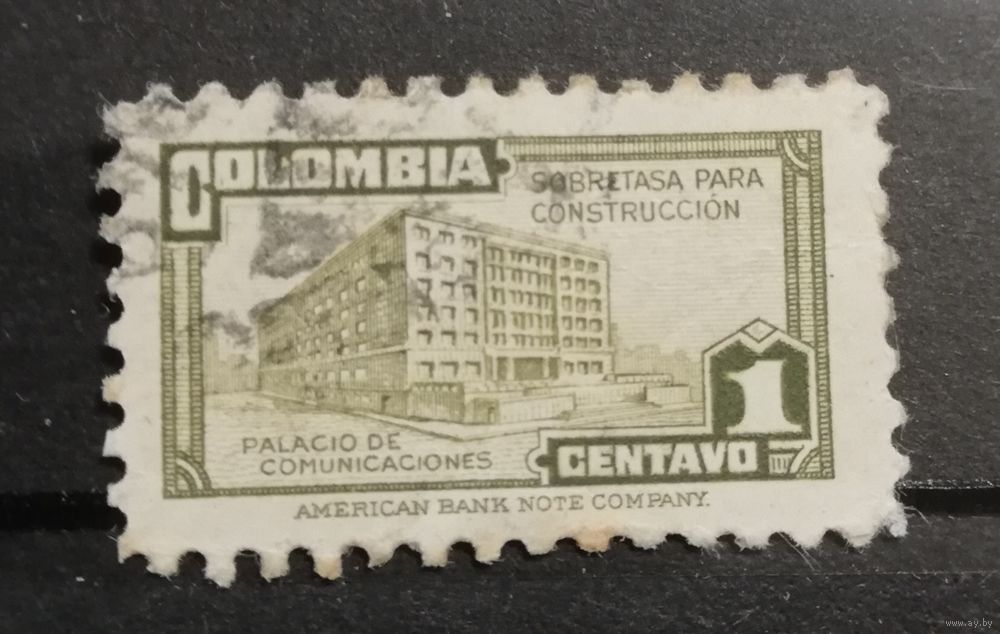 COLOMBIA
SOBRETASA PARA
CONSTRUCCIÓN
1
CENTAVO
PALACIO DE
COMUNICACIONES
AMERICAN BANK NOTE COMPANY.
www.ay.by